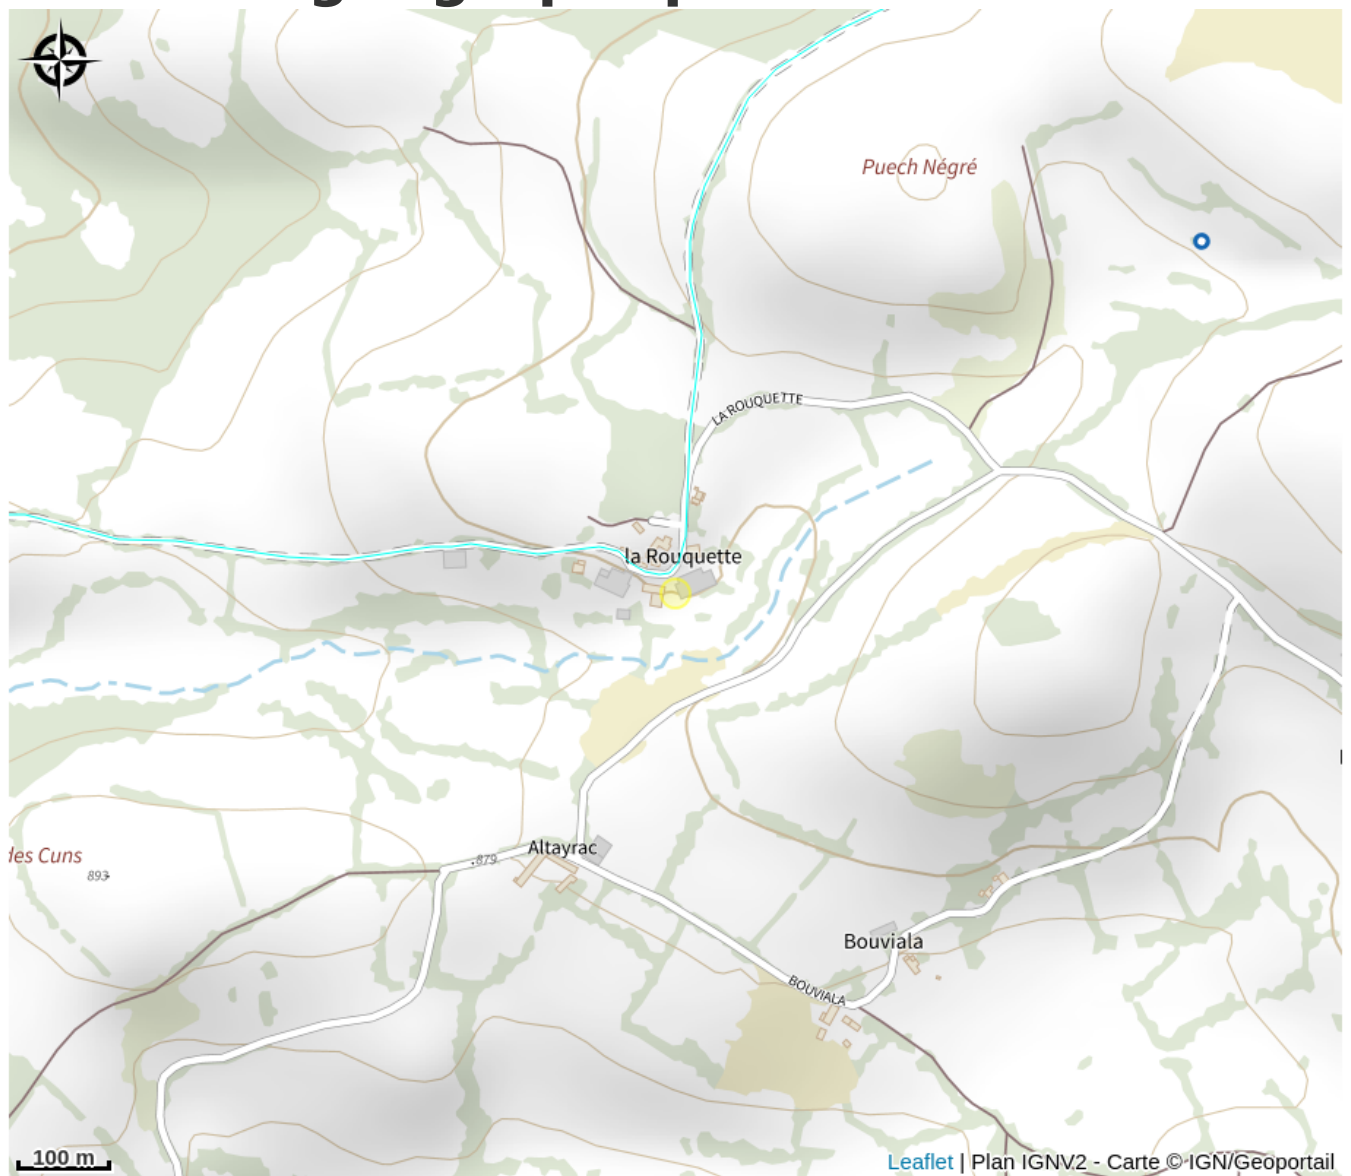 Puech Négré
LA ROUQUETTE
la Rouquette
Altayrac
879
des Cuns
893
Bouviala
BOUVIALA
100 m
Leaflet | Plan IGNV2 - Carte © IGN/Geoportail